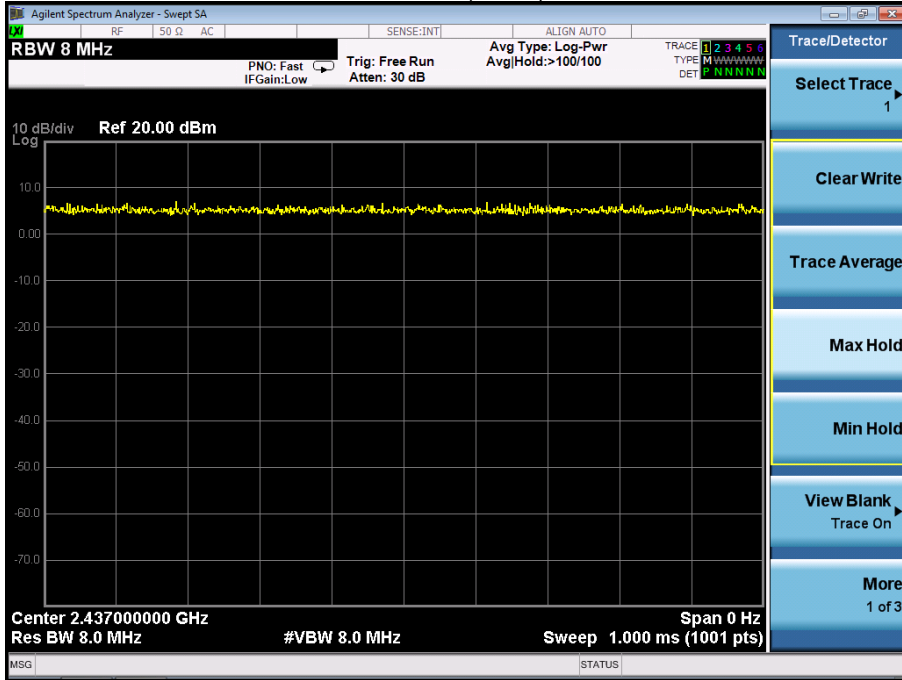 Agilent Spectrum Analyzer - Swept SA
LXI RF 50 Ω AC SENSE:INT ALIGN AUTO
RBW 8 MHz
PNO: Fast
IFGain:Low
Trig: Free Run
Atten: 30 dB
Avg Type: Log-Pwr
Avg|Hold:>100/100
TRACE 1 2 3 4 5 6
TYPE M WWWWW
DET P N N N N N
10 dB/div Ref 20.00 dBm
Log
10.0
0.00
-10.0
-20.0
-30.0
-40.0
-50.0
-60.0
-70.0
Center 2.437000000 GHz Span 0 Hz
Res BW 8.0 MHz #VBW 8.0 MHz Sweep 1.000 ms (1001 pts)
MSG STATUS
Trace/Detector
Select Trace
1
Clear Write
Trace Average
Max Hold
Min Hold
View Blank
Trace On
More
1 of 3